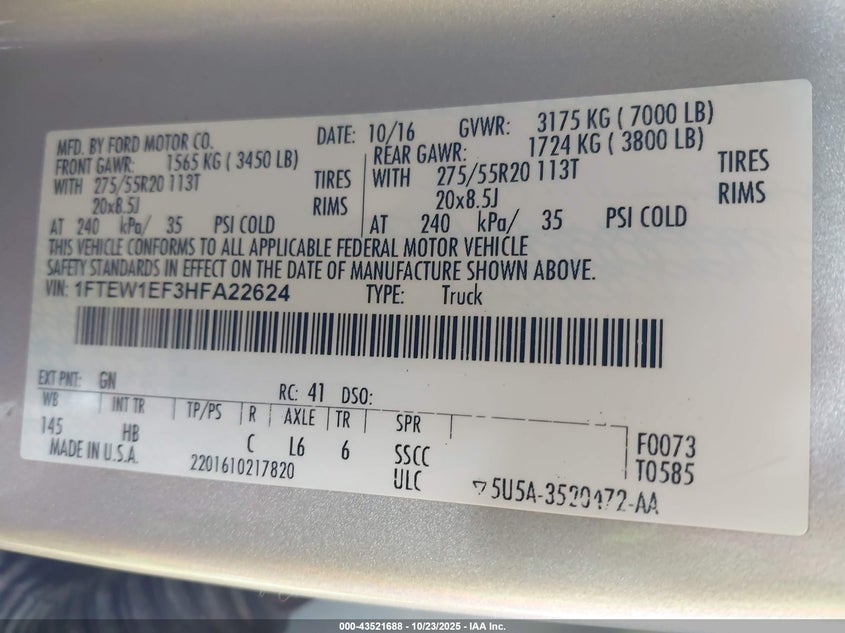 MFD. BY FORD MOTOR CO. DATE: 10/16 GVWR: 3175 KG ( 7000 LB)
FRONT GAWR: 1565 KG ( 3450 LB) REAR GAWR: 1724 KG ( 3800 LB)
WITH 275/55R20 113T TIRES WITH 275/55R20 113T TIRES
20x8.5J RIMS 20x8.5J RIMS
AT 240 kPa/ 35 PSI COLD AT 240 kPa/ 35 PSI COLD
THIS VEHICLE CONFORMS TO ALL APPLICABLE FEDERAL MOTOR VEHICLE
SAFETY STANDARDS IN EFFECT ON THE DATE OF MANUFACTURE SHOWN ABOVE.
VIN: 1FTEW1EF3HFA22624 TYPE: Truck
EXT PNT: GN RC: 41 DSO:
WB INT TR TP/PS R AXLE TR SPR
145 HB C L6 6 SSCC F0073
MADE IN U.S.A. 2201610217820 ULC T0585
5U5A-3520472-AA
000-43521688 - 10/23/2025 - IAA Inc.